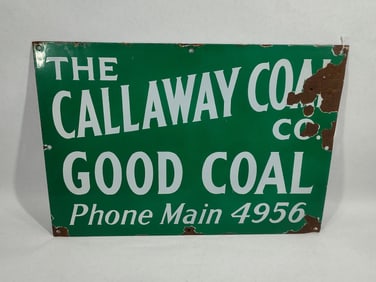 THE
CALLAWAY COAL
CO.
GOOD COAL
Phone Main 4956